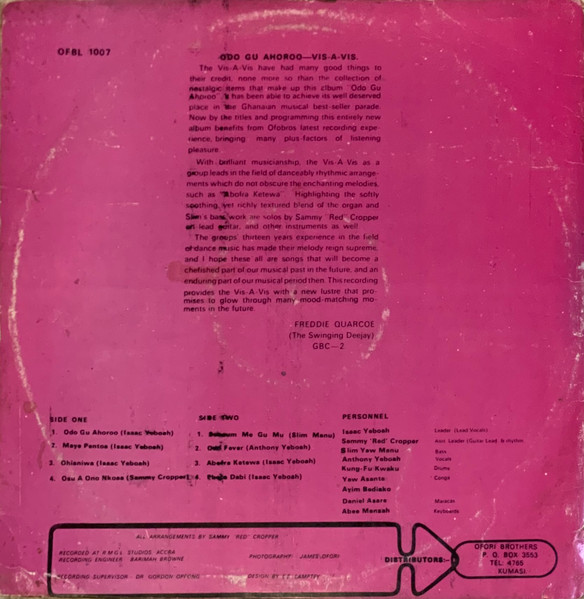 OFBL 1007
ODO GU AHOROO—VIS-A-VIS.
The Vis-A-Vis have had many good things to
their credit, none more so than the collection of
nostalgic items that make up this album "Odo Gu
Ahoroo". It has been able to achieve its well deserved
place in the Ghanaian musical best-seller parade.
Now by the titles and programming this entirely new
album benefits from Ofobros latest recording expe-
rience, bringing many plus-factors of listening
pleasure.
With brilliant musicianship, the Vis-A-Vis as a
group leads in the field of danceably rhythmic arrange-
ments which do not obscure the enchanting melodies,
such as "Abofra Ketewa" Highlighting the softly
soothing, yet richly textured blend of the organ and
Slim's bass work are solos by Sammy 'Red' Cropper
on lead guitar, and other instruments as well
The groups' thirteen years experience in the field
of dance music has made their melody reign supreme,
and I hope these all are songs that will become a
cherished part of our musical past in the future, and an
enduring part of our musical period then. This recording
provides the Vis-A-Vis with a new lustre that pro-
mises to glow through many mood-matching mo-
ments in the future.
FREDDIE QUARCOE
(The Swinging Deejay)
GBC—2
SIDE ONE
1. Odo Gu Ahoroo (Isaac Yeboah)
2. Maye Pentoa (Isaac Yeboah)
3. Ohianiwa (Isaac Yeboah)
4. Osu A Ono Nkoaa (Sammy Cropper)
SIDE TWO
1. Me Gu Mu (Slim Manu)
2. Odo Fever (Anthony Yeboah)
3. Abofra Ketewa (Isaac Yeboah)
4. Dabi (Isaac Yeboah)
PERSONNEL
Isaac Yeboah Leader (Lead Vocals)
Sammy 'Red' Cropper Asst. Leader (Guitar Lead, & rhythm
Slim Yaw Manu Bass
Anthony Yeboah Vocals
Kung-Fu Kwaku Drums
Yaw Asante Conga
Ayim Bediako
Daniel Asare Maracas
Abee Mensah Keyboards
ALL ARRANGEMENTS BY SAMMY "RED" CROPPER
RECORDED AT R.M.G.L. STUDIOS ACCRA
RECORDING ENGINEER BARIMAH BROWNE
PHOTOGRAPHY: JAMES OFORI
RECORDING SUPERVISOR - DR. GORDON OPPONG
DESIGN BY E.T. LAMPTEY
DISTRIBUTORS:-
OFORI BROTHERS
P. O. BOX 3553
TEL: 4765
KUMASI.